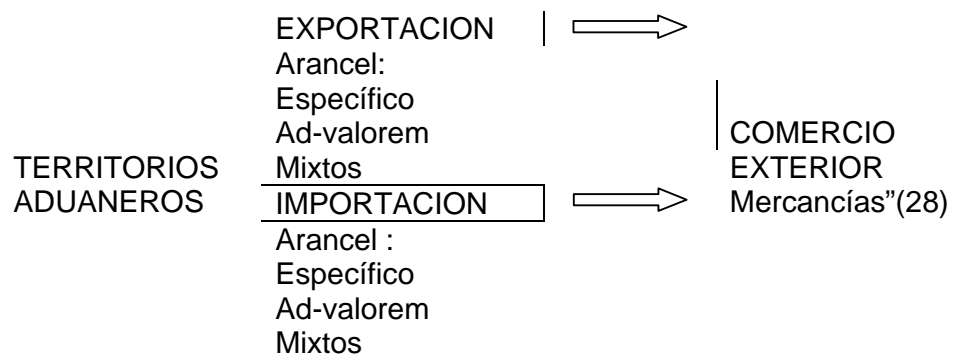 EXPORTACION
Arancel:
Específico
Ad-valorem
Mixtos
TERRITORIOS
ADUANEROS
IMPORTACION
Arancel :
Específico
Ad-valorem
Mixtos
COMERCIO
EXTERIOR
Mercancías”(28)